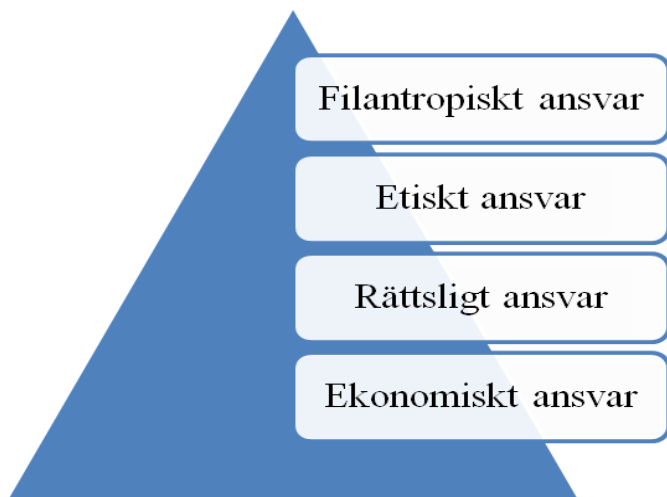 Filantropiskt ansvar
Etiskt ansvar
Rättsligt ansvar
Ekonomiskt ansvar